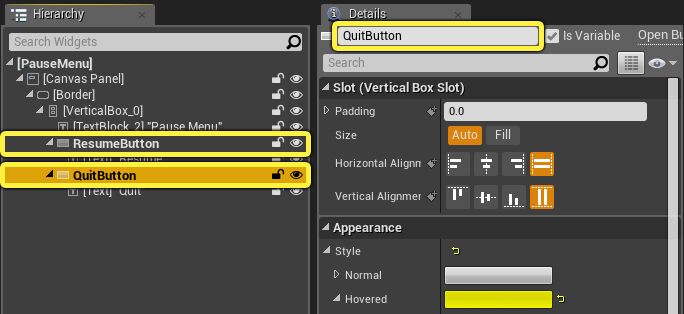 Hierarchy
Search Widgets
[PauseMenu]
[Canvas Panel]
[Border]
[VerticalBox_0]
[TextBlock_2] "Pause Menu"
ResumeButton
[Text] "Resume"
QuitButton
[Text] "Quit"
Details
QuitButton
Is Variable
Open Bu
Search
Slot (Vertical Box Slot)
Padding
0.0
Size
Auto
Fill
Horizontal Alignm
Vertical Alignmen
Appearance
Style
Normal
Hovered